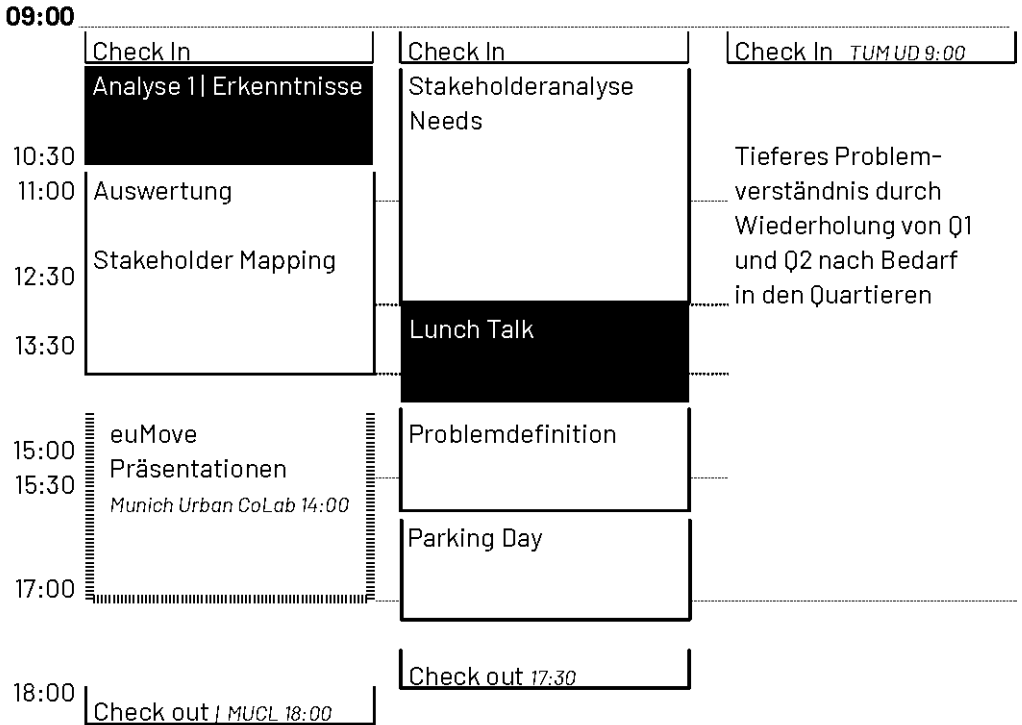 09:00
Check In
Analyse 1 | Erkenntnisse
10:30
11:00
Auswertung
Stakeholder Mapping
12:30
13:30
euMove
Präsentationen
Munich Urban CoLab 14:00
15:00
15:30
17:00
18:00
Check out | MUCL 18:00
Check In
Stakeholderanalyse
Needs
Lunch Talk
Problemdefinition
Parking Day
Check out 17:30
Check In TUM UD 9:00
Tieferes Problem-
verständnis durch
Wiederholung von Q1
und Q2 nach Bedarf
in den Quartieren